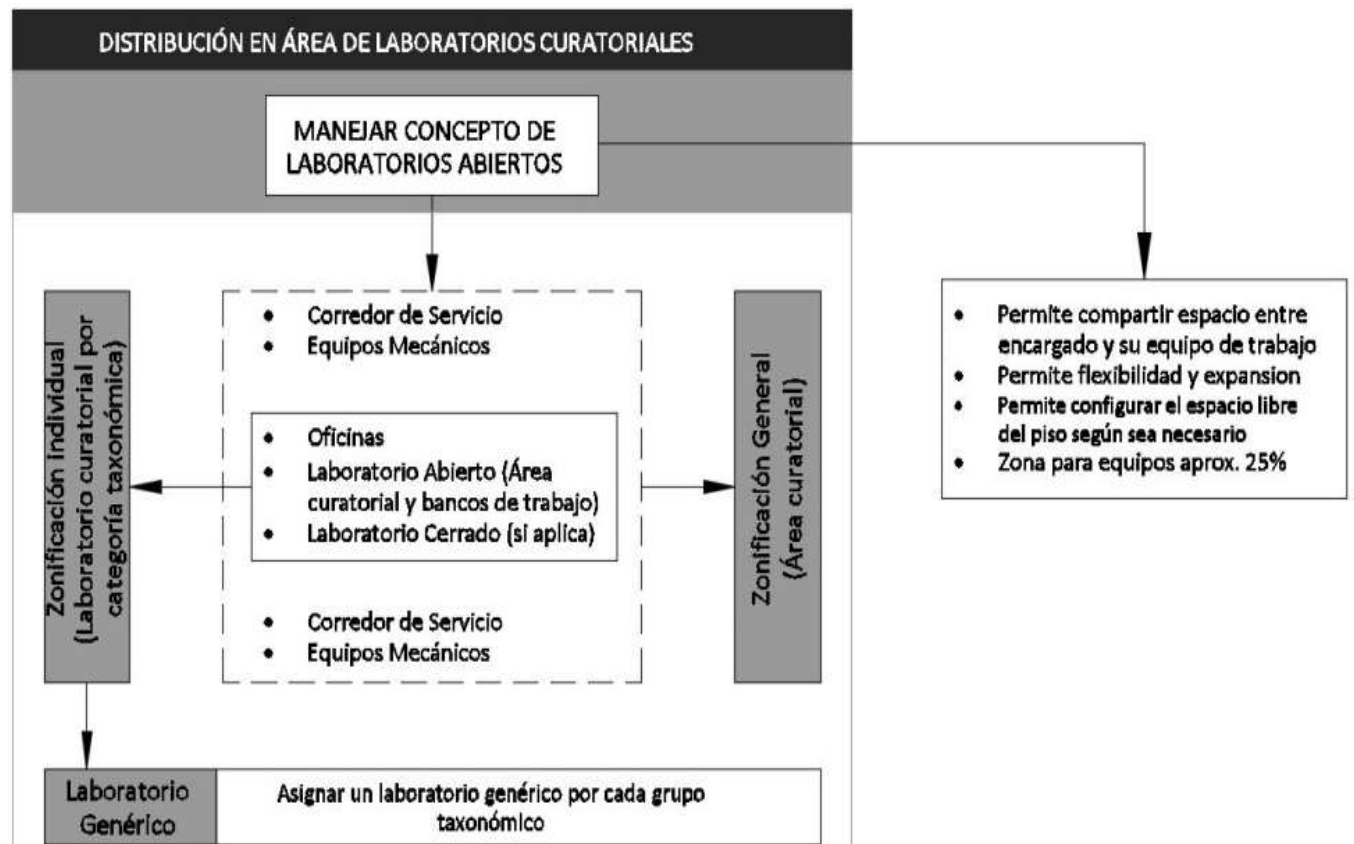 DISTRIBUCIÓN EN ÁREA DE LABORATORIOS CURATORIALES
MANEJAR CONCEPTO DE
LABORATORIOS ABIERTOS
Zonificación individual
(Laboratorio curatorial por
categoría taxonómica)
• Corredor de Servicio
• Equipos Mecánicos
• Oficinas
• Laboratorio Abierto (Área
curatorial y bancos de trabajo)
• Laboratorio Cerrado (si aplica)
• Corredor de Servicio
• Equipos Mecánicos
Zonificación General
(Área curatorial)
• Permite compartir espacio entre
encargado y su equipo de trabajo
• Permite flexibilidad y expansion
• Permite configurar el espacio libre
del piso según sea necesario
• Zona para equipos aprox. 25%
Laboratorio
Genérico
Asignar un laboratorio genérico por cada grupo
taxonómico